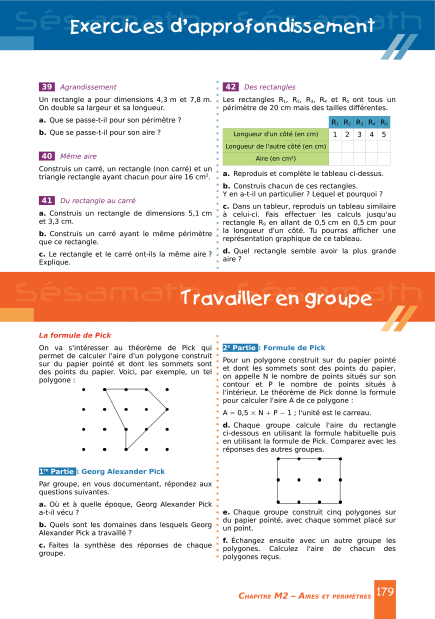 Exercices d'approfondissement
39 Agrandissement
Un rectangle a pour dimensions 4,3 m et 7,8 m.
On double sa largeur et sa longueur.
a. Que se passe-t-il pour son périmètre ?
b. Que se passe-t-il pour son aire ?
40 Même aire
Construis un carré, un rectangle (non carré) et un
triangle rectangle ayant chacun pour aire 16 cm².
41 Du rectangle au carré
a. Construis un rectangle de dimensions 5,1 cm
et 3,3 cm.
b. Construis un carré ayant le même périmètre
que ce rectangle.
c. Le rectangle et le carré ont-ils la même aire ?
Explique.
42 Des rectangles
Les rectangles R₁, R₂, R₃, R₄ et R₅ ont tous un
périmètre de 20 cm mais des tailles différentes.
R₁ R₂ R₃ R₄ R₅
Longueur d'un côté (en cm) 1 2 3 4 5
Longueur de l'autre côté (en cm)
Aire (en cm²)
a. Reproduis et complète le tableau ci-dessus.
b. Construis chacun de ces rectangles.
Y en a-t-il un particulier ? Lequel et pourquoi ?
c. Dans un tableur, reproduis un tableau similaire
à celui-ci. Fais effectuer les calculs jusqu'au
rectangle R₉ en allant de 0,5 cm en 0,5 cm pour
la longueur d'un côté. Tu pourras afficher une
représentation graphique de ce tableau.
d. Quel rectangle semble avoir la plus grande
aire ?
Sésamath Sésamath
Travailler en groupe
La formule de Pick
On va s'intéresser au théorème de Pick qui
permet de calculer l'aire d'un polygone construit
sur du papier pointé et dont les sommets sont
des points du papier. Voici, par exemple, un tel
polygone :
1re Partie : Georg Alexander Pick
Par groupe, en vous documentant, répondez aux
questions suivantes.
a. Où et à quelle époque, Georg Alexander Pick
a-t-il vécu ?
b. Quels sont les domaines dans lesquels Georg
Alexander Pick a travaillé ?
c. Faites la synthèse des réponses de chaque
groupe.
2e Partie : Formule de Pick
Pour un polygone construit sur du papier pointé
et dont les sommets sont des points du papier,
on appelle N le nombre de points situés sur son
contour et P le nombre de points situés à
l'intérieur. Le théorème de Pick donne la formule
pour calculer l'aire A de ce polygone :
A = 0,5 × N + P − 1 ; l'unité est le carreau.
d. Chaque groupe calcule l'aire du rectangle
ci-dessous en utilisant la formule habituelle puis
en utilisant la formule de Pick. Comparez avec les
réponses des autres groupes.
e. Chaque groupe construit cinq polygones sur
du papier pointé, avec chaque sommet placé sur
un point.
f. Échangez ensuite avec un autre groupe les
polygones. Calculez l'aire de chacun des
polygones reçus.
CHAPITRE M2 – AIRES ET PÉRIMÈTRES 179